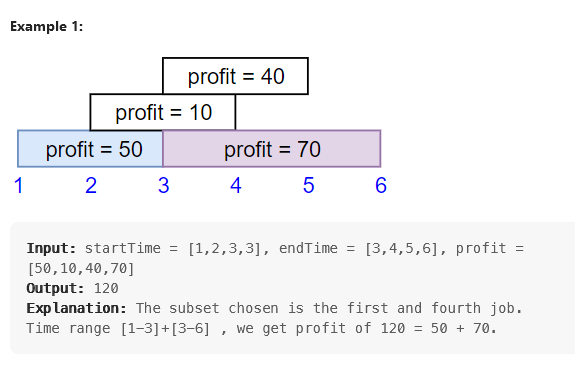 Example 1:
profit = 40
profit = 10
profit = 50 profit = 70
1 2 3 4 5 6
Input: startTime = [1,2,3,3], endTime = [3,4,5,6], profit =
[50,10,40,70]
Output: 120
Explanation: The subset chosen is the first and fourth job.
Time range [1–3]+[3–6] , we get profit of 120 = 50 + 70.